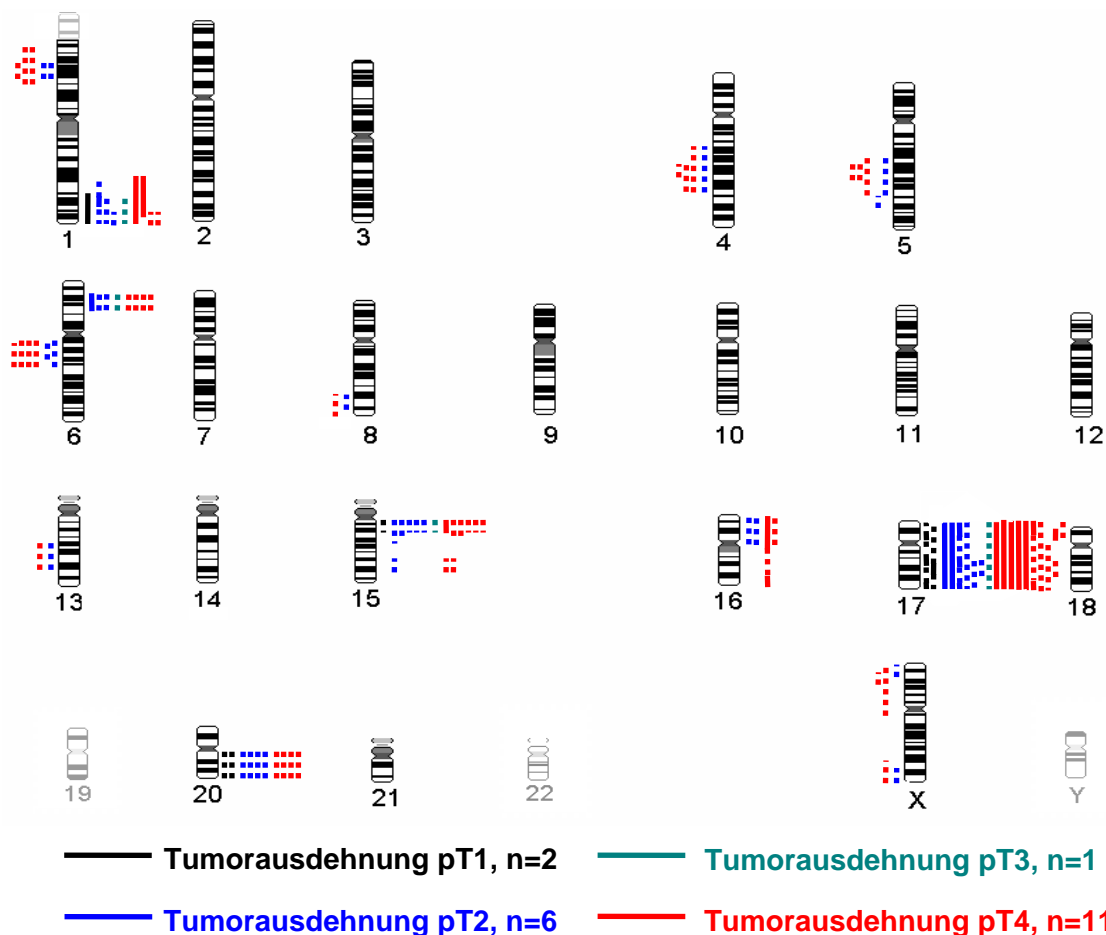 1 2 3 4 5
6 7 8 9 10 11 12
13 14 15 16 17 18
19 20 21 22 X Y
Tumorausdehnung pT1, n=2 Tumorausdehnung pT3, n=1
Tumorausdehnung pT2, n=6 Tumorausdehnung pT4, n=11